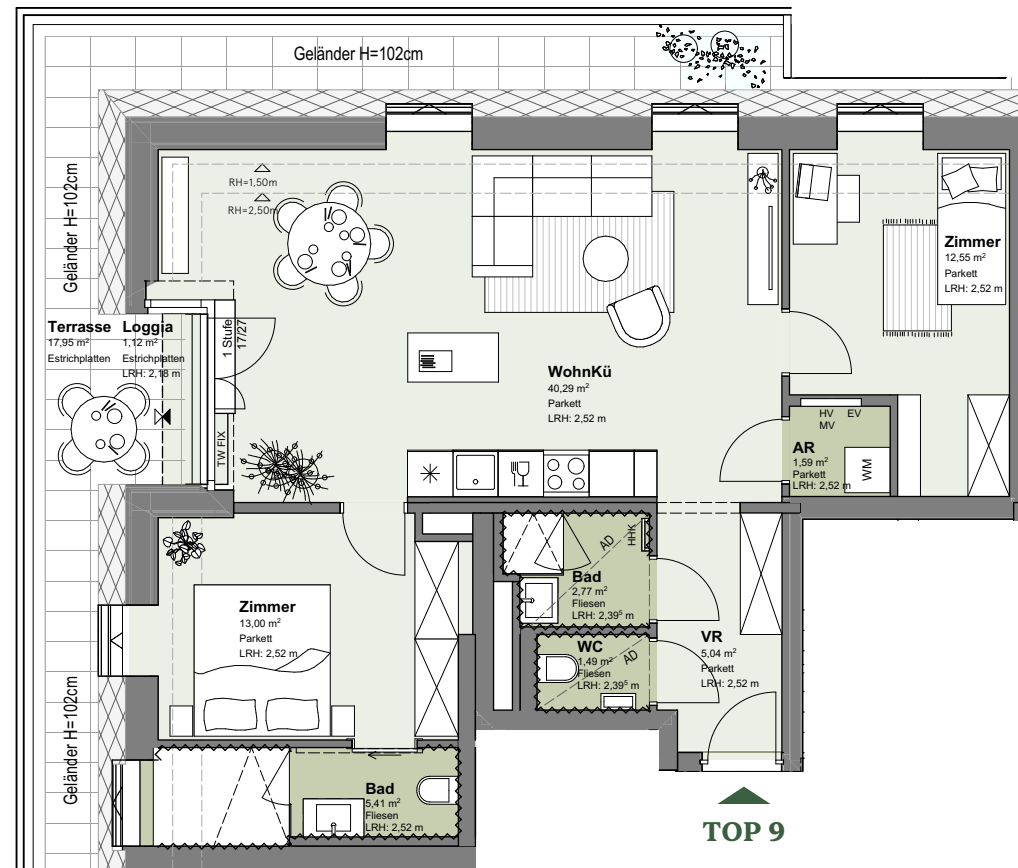 Geländer H=102cm
Geländer H=102cm
RH=1,50m
RH=2,50m
Zimmer
12,55 m²
Parkett
LRH: 2,52 m
Terrasse
17,95 m²
Estrichplatten
Loggia
1,12 m²
Estrichplatten
LRH: 2,18 m
1 Stufe
17/27
TW FIX
WohnKü
40,29 m²
Parkett
LRH: 2,52 m
HV EV
MV
AR
1,59 m²
Parkett
LRH: 2,52 m
WM
Bad
2,77 m²
Fliesen
LRH: 2,39⁵ m
AD
HHK
Zimmer
13,00 m²
Parkett
LRH: 2,52 m
WC
1,49 m²
Fliesen
LRH: 2,39⁵ m
AD
VR
5,04 m²
Parkett
LRH: 2,52 m
Geländer H=102cm
Bad
5,41 m²
Fliesen
LRH: 2,52 m
TOP 9